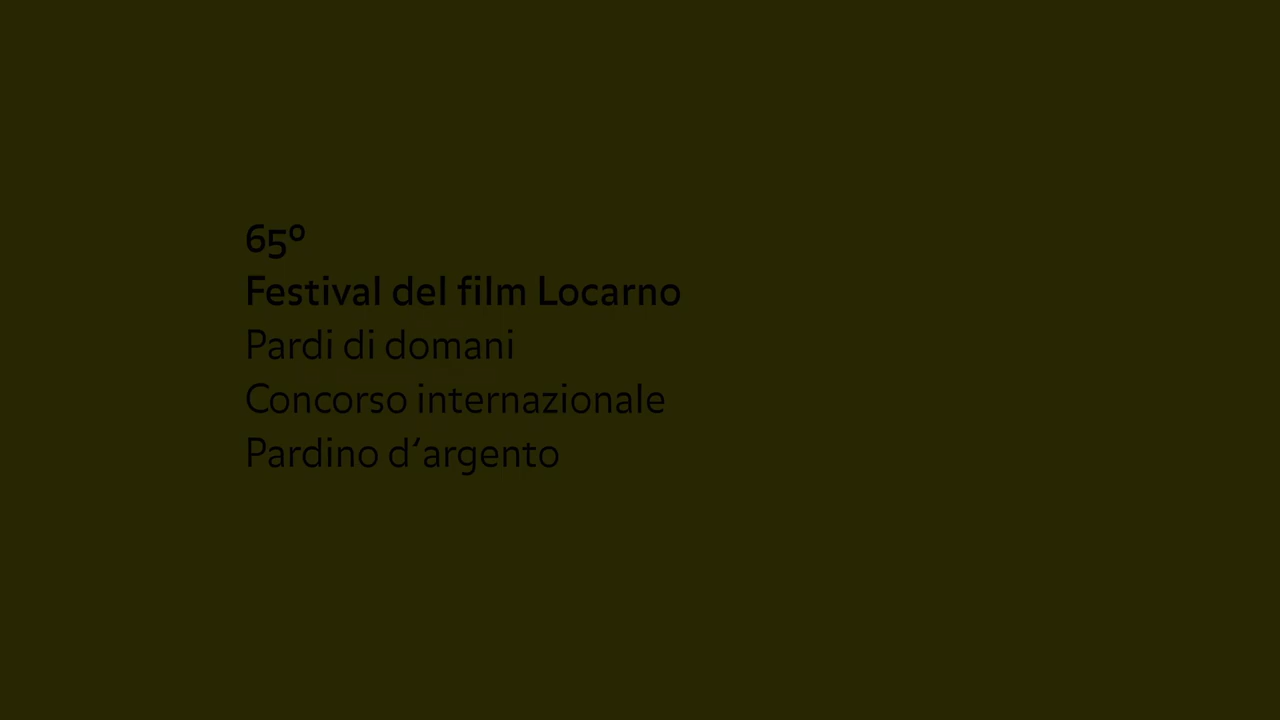 65º
Festival del film Locarno
Pardi di domani
Concorso internazionale
Pardino d’argento